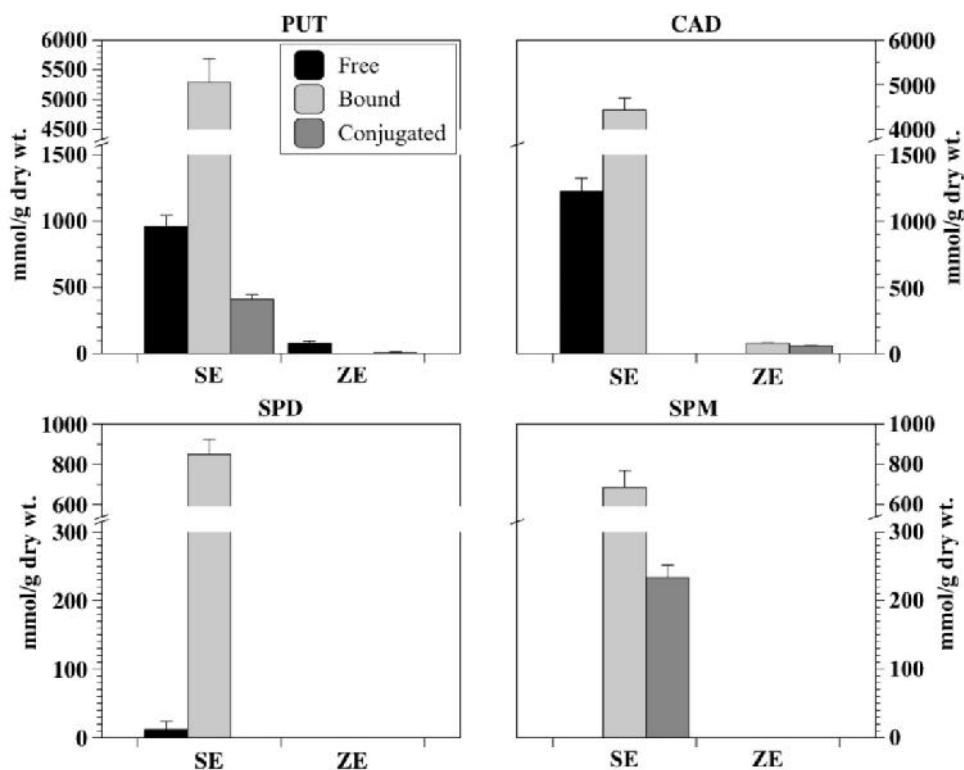 PUT
6000
5500
5000
4500
1500
1000
500
0
mmol/g dry wt.
Free
Bound
Conjugated
SE
ZE
CAD
6000
5000
4000
1500
1000
500
0
mmol/g dry wt.
SE
ZE
SPD
1000
800
600
300
200
100
0
mmol/g dry wt.
SE
ZE
SPM
1000
800
600
300
200
100
0
mmol/g dry wt.
SE
ZE